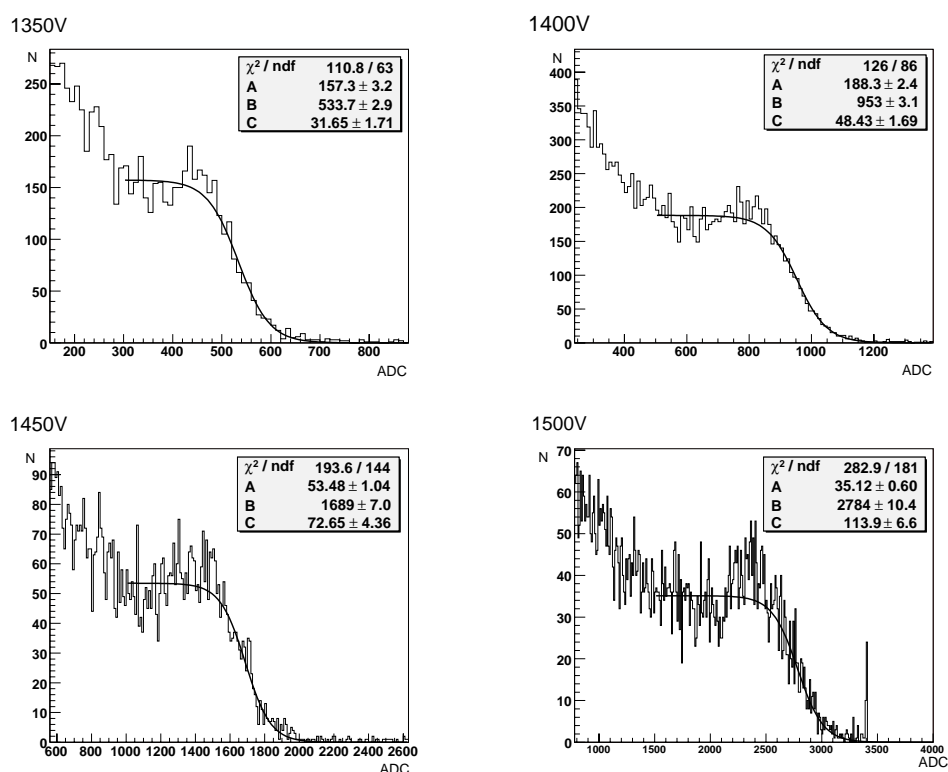 1350V
N
χ² / ndf 110.8 / 63
A 157.3 ± 3.2
B 533.7 ± 2.9
C 31.65 ± 1.71
250
200
150
100
50
0
200 300 400 500 600 700 800
ADC
1400V
N
χ² / ndf 126 / 86
A 188.3 ± 2.4
B 953 ± 3.1
C 48.43 ± 1.69
400
350
300
250
200
150
100
50
0
400 600 800 1000 1200
ADC
1450V
N
χ² / ndf 193.6 / 144
A 53.48 ± 1.04
B 1689 ± 7.0
C 72.65 ± 4.36
90
80
70
60
50
40
30
20
10
0
600 800 1000 1200 1400 1600 1800 2000 2200 2400 2600
ADC
1500V
N
χ² / ndf 282.9 / 181
A 35.12 ± 0.60
B 2784 ± 10.4
C 113.9 ± 6.6
70
60
50
40
30
20
10
0
1000 1500 2000 2500 3000 3500 4000
ADC